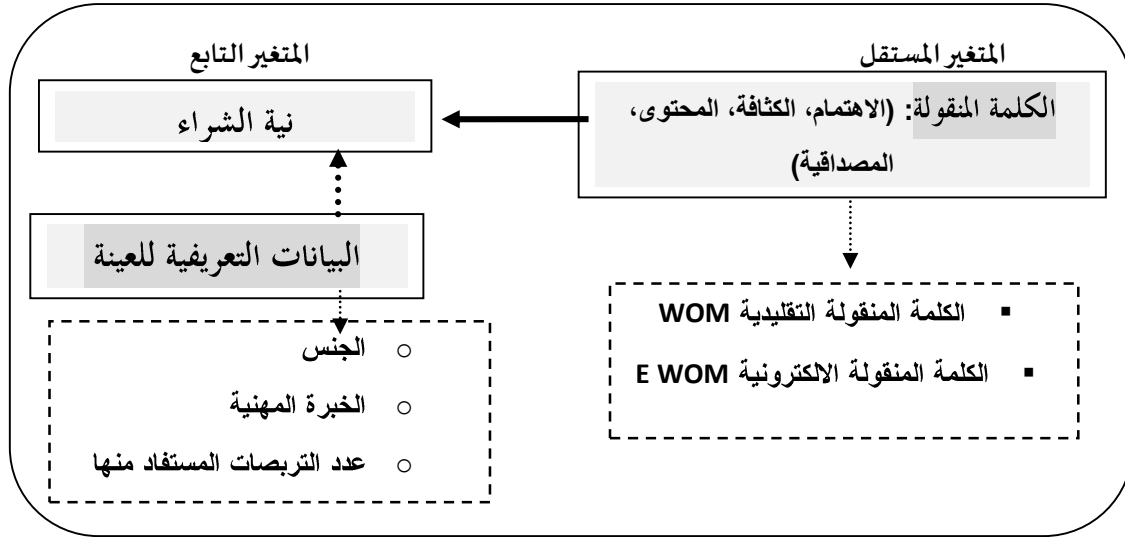 المتغير المستقل
المتغير التابع
الكلمة المنقولة: (الاهتمام، الكثافة، المحتوى،
المصداقية)
نية الشراء
البيانات التعريفية للعينة
▪ الكلمة المنقولة التقليدية WOM
▪ الكلمة المنقولة الالكترونية E WOM
○ الجنس
○ الخبرة المهنية
○ عدد التربصات المستفاد منها